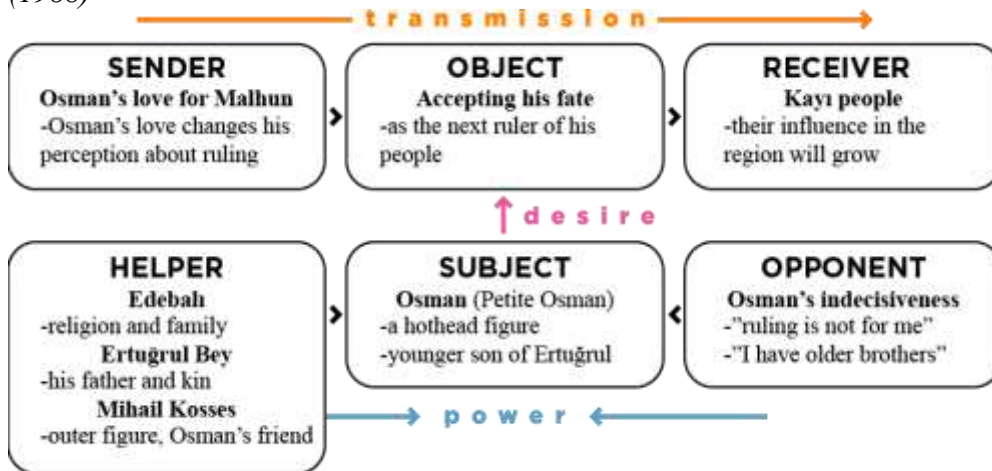 transmission
SENDER
Osman's love for Malhun
-Osman's love changes his
perception about ruling
OBJECT
Accepting his fate
-as the next ruler of his
people
RECEIVER
Kayı people
-their influence in the
region will grow
desire
HELPER
Edebah
-religion and family
Ertuğrul Bey
-his father and kin
Mihail Kosses
-outer figure, Osman's friend
SUBJECT
Osman (Petite Osman)
-a hothead figure
-younger son of Ertuğrul
OPPONENT
Osman's indecisiveness
-"ruling is not for me"
-"I have older brothers"
power